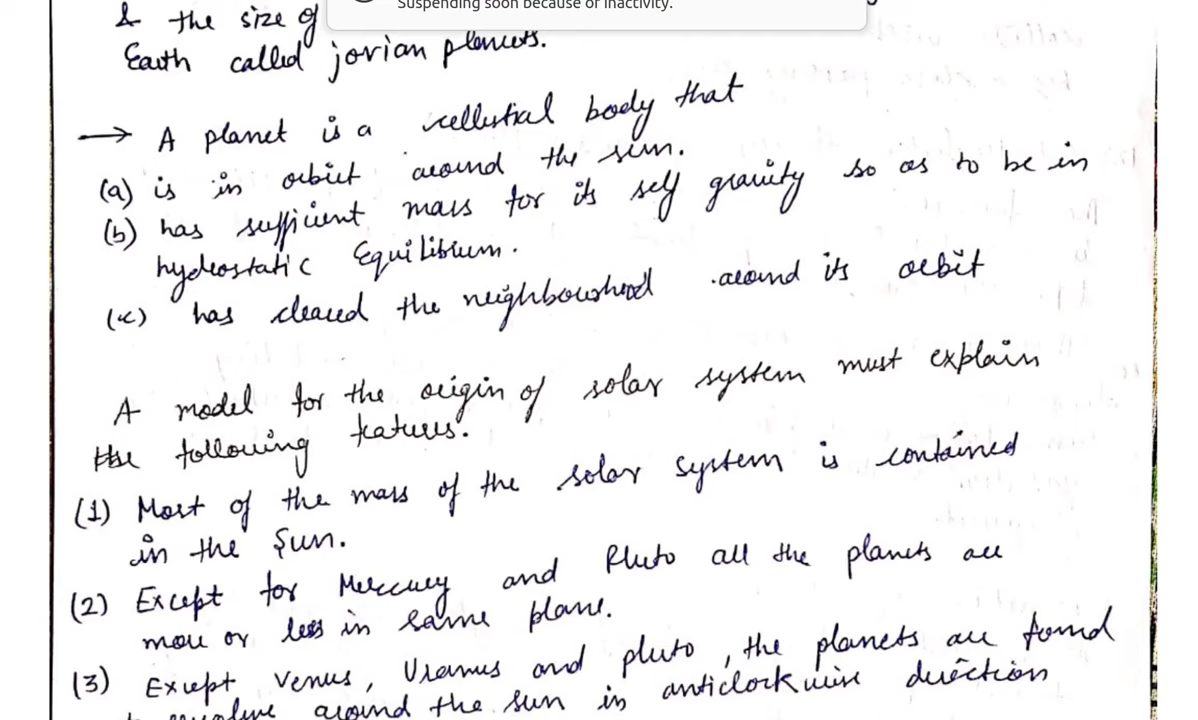 Suspending soon because of inactivity.
& the size of
Earth called jovian planets.
→ A planet is a cellestial body that
(a) is in orbit around the sun.
(b) has sufficient mass for its self gravity so as to be in
hydrostatic Equilibrium.
(c) has cleared the neighbourhood around its orbit
A model for the origin of solar system must explain
the following features.
(1) Most of the mass of the solar system is contained
in the Sun.
(2) Except for Mercury and Pluto all the planets are
more or less in same plane.
(3) Except Venus, Uranus and pluto, the planets are found
around the sun in anticlockwise direction